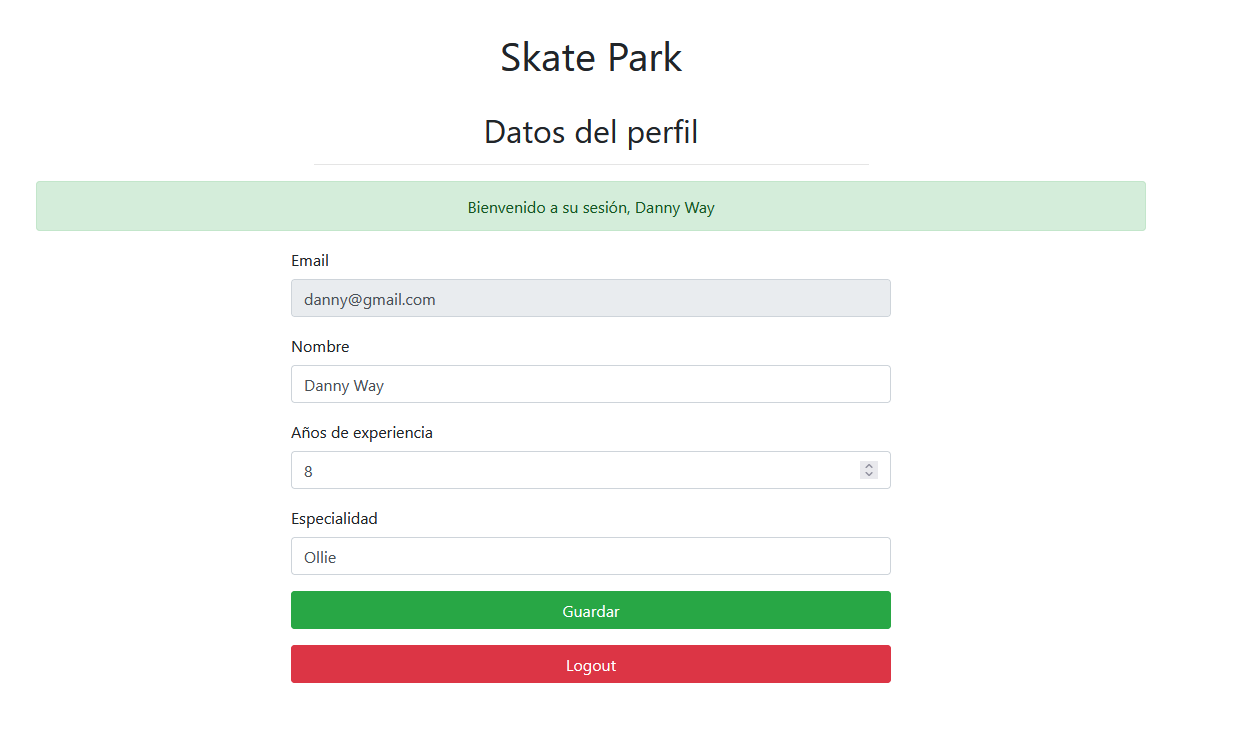 Skate Park
Datos del perfil
Bienvenido a su sesión, Danny Way
Email
danny@gmail.com
Nombre
Danny Way
Años de experiencia
8
Especialidad
Ollie
Guardar
Logout